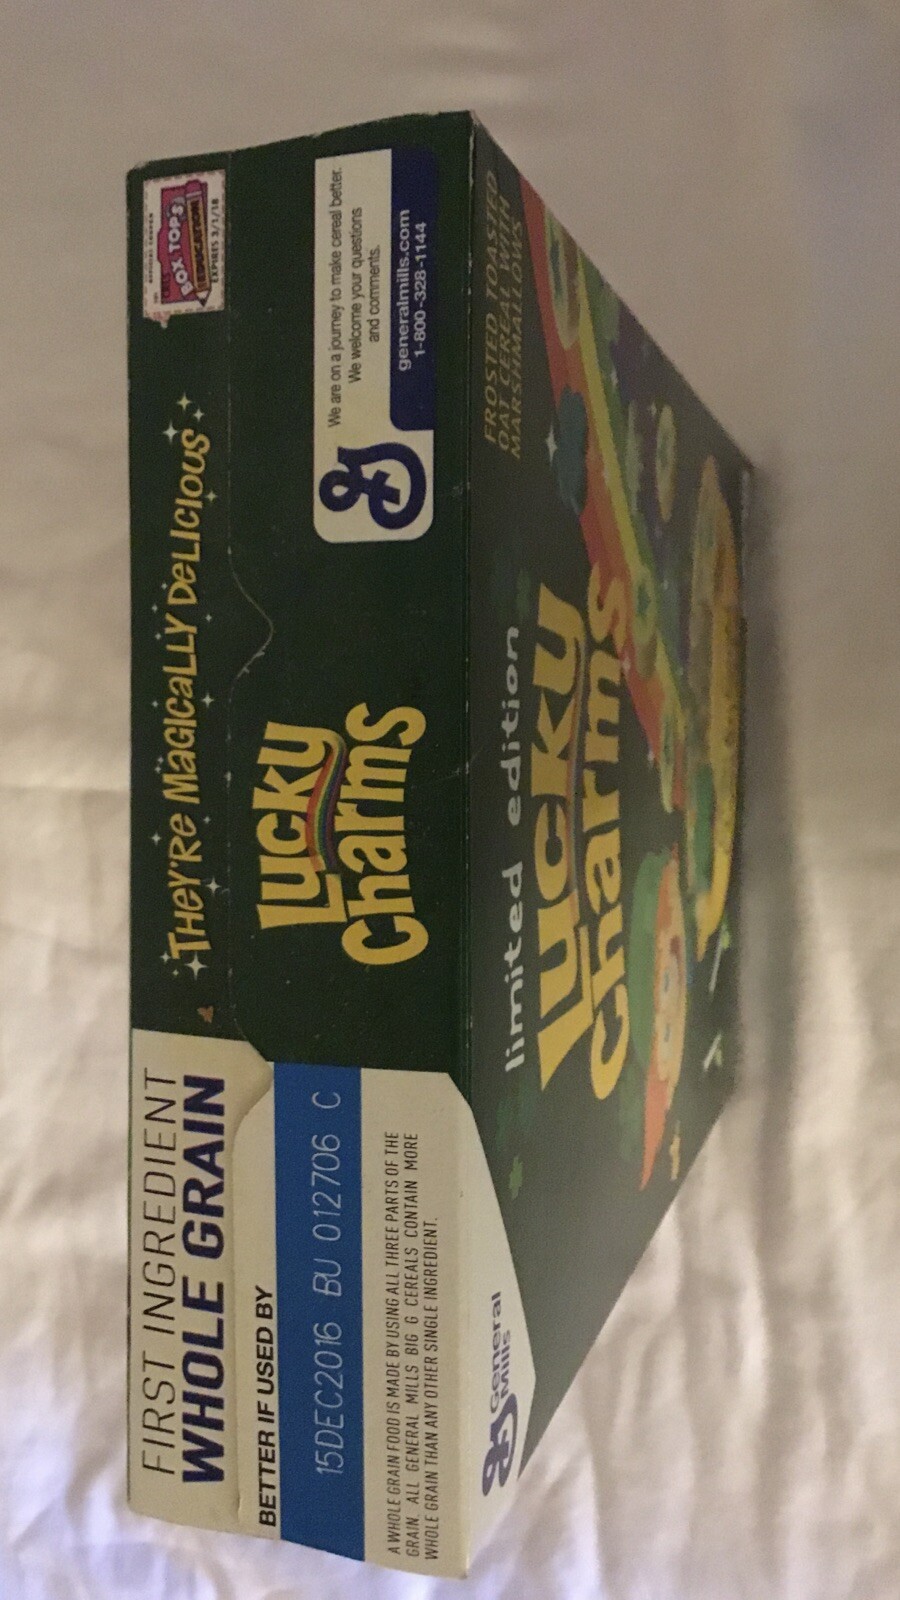 FIRST INGREDIENT
WHOLE GRAIN
THEY'RE MAGICALLY DELICIOUS
BOX TOPS
EDUCATION
EXPIRES 3/1/18
BETTER IF USED BY
15DEC2016 BU 012706 C
A WHOLE GRAIN FOOD IS MADE BY USING ALL THREE PARTS OF THE
GRAIN. ALL GENERAL MILLS BIG G CEREALS CONTAIN MORE
WHOLE GRAIN THAN ANY OTHER SINGLE INGREDIENT.
Lucky
Charms
G
We are on a journey to make cereal better.
We welcome your questions
and comments.
generalmills.com
1-800-328-1144
G General
Mills
limited edition
Lucky
Charms
FROSTED TOASTED
OAT CEREAL WITH
MARSHMALLOWS